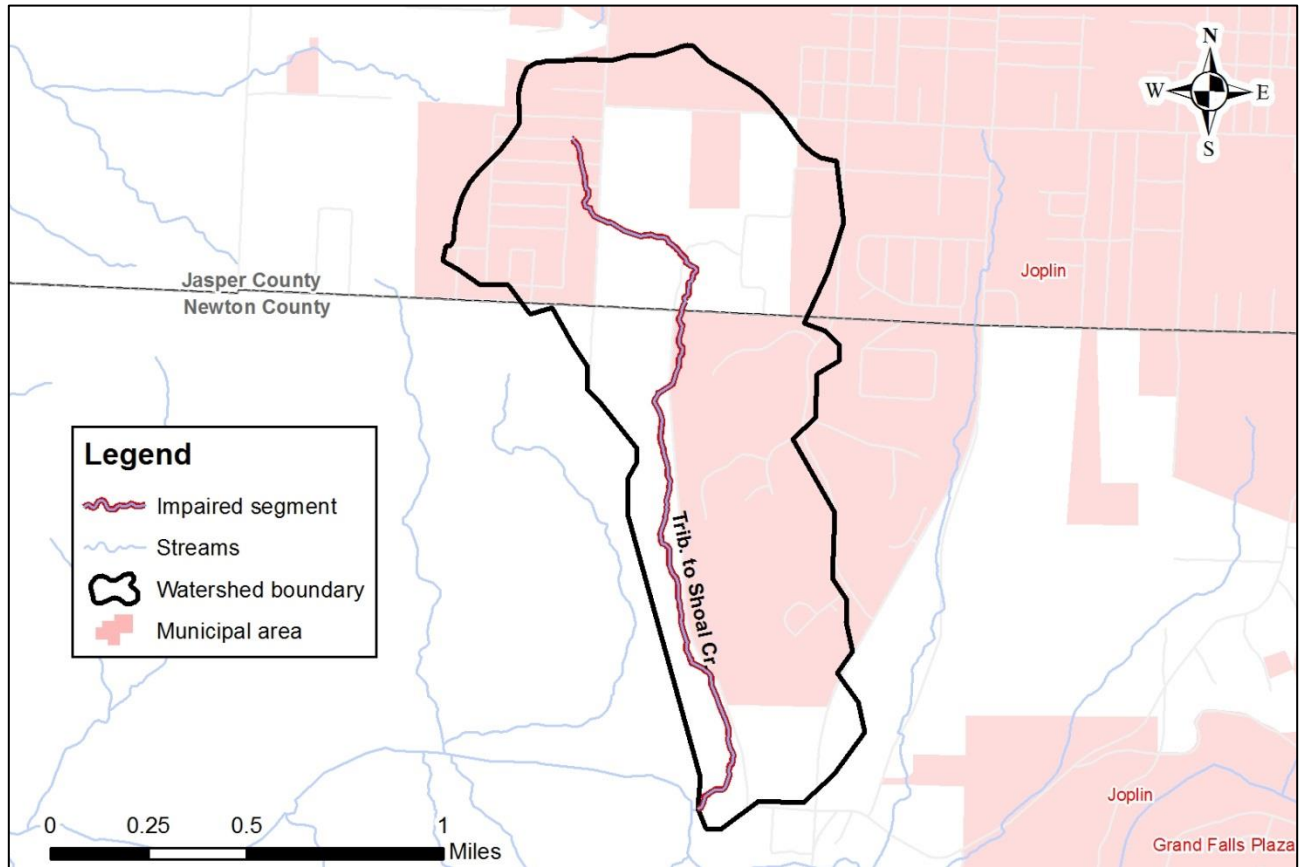 N
W E
S
Jasper County
Newton County
Joplin
Legend
Impaired segment
Streams
Watershed boundary
Municipal area
Trib. to Shoal Cr.
Joplin
Grand Falls Plaza
0 0.25 0.5 1
Miles